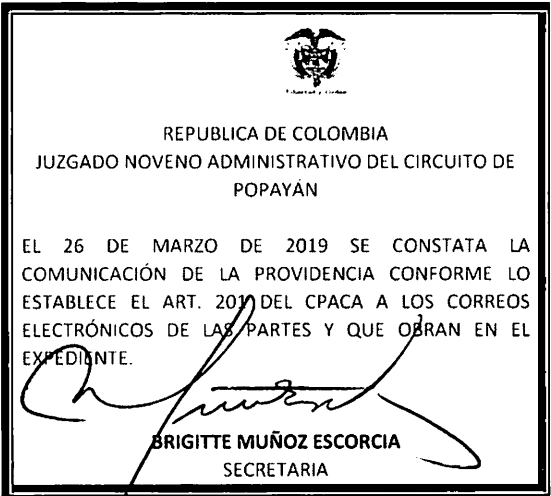 REPUBLICA DE COLOMBIA
JUZGADO NOVENO ADMINISTRATIVO DEL CIRCUITO DE
POPAYÁN
EL 26 DE MARZO DE 2019 SE CONSTATA LA
COMUNICACIÓN DE LA PROVIDENCIA CONFORME LO
ESTABLECE EL ART. 201 DEL CPACA A LOS CORREOS
ELECTRÓNICOS DE LAS PARTES Y QUE OBRAN EN EL
EXPEDIENTE.
BRIGITTE MUÑOZ ESCORCIA
SECRETARIA